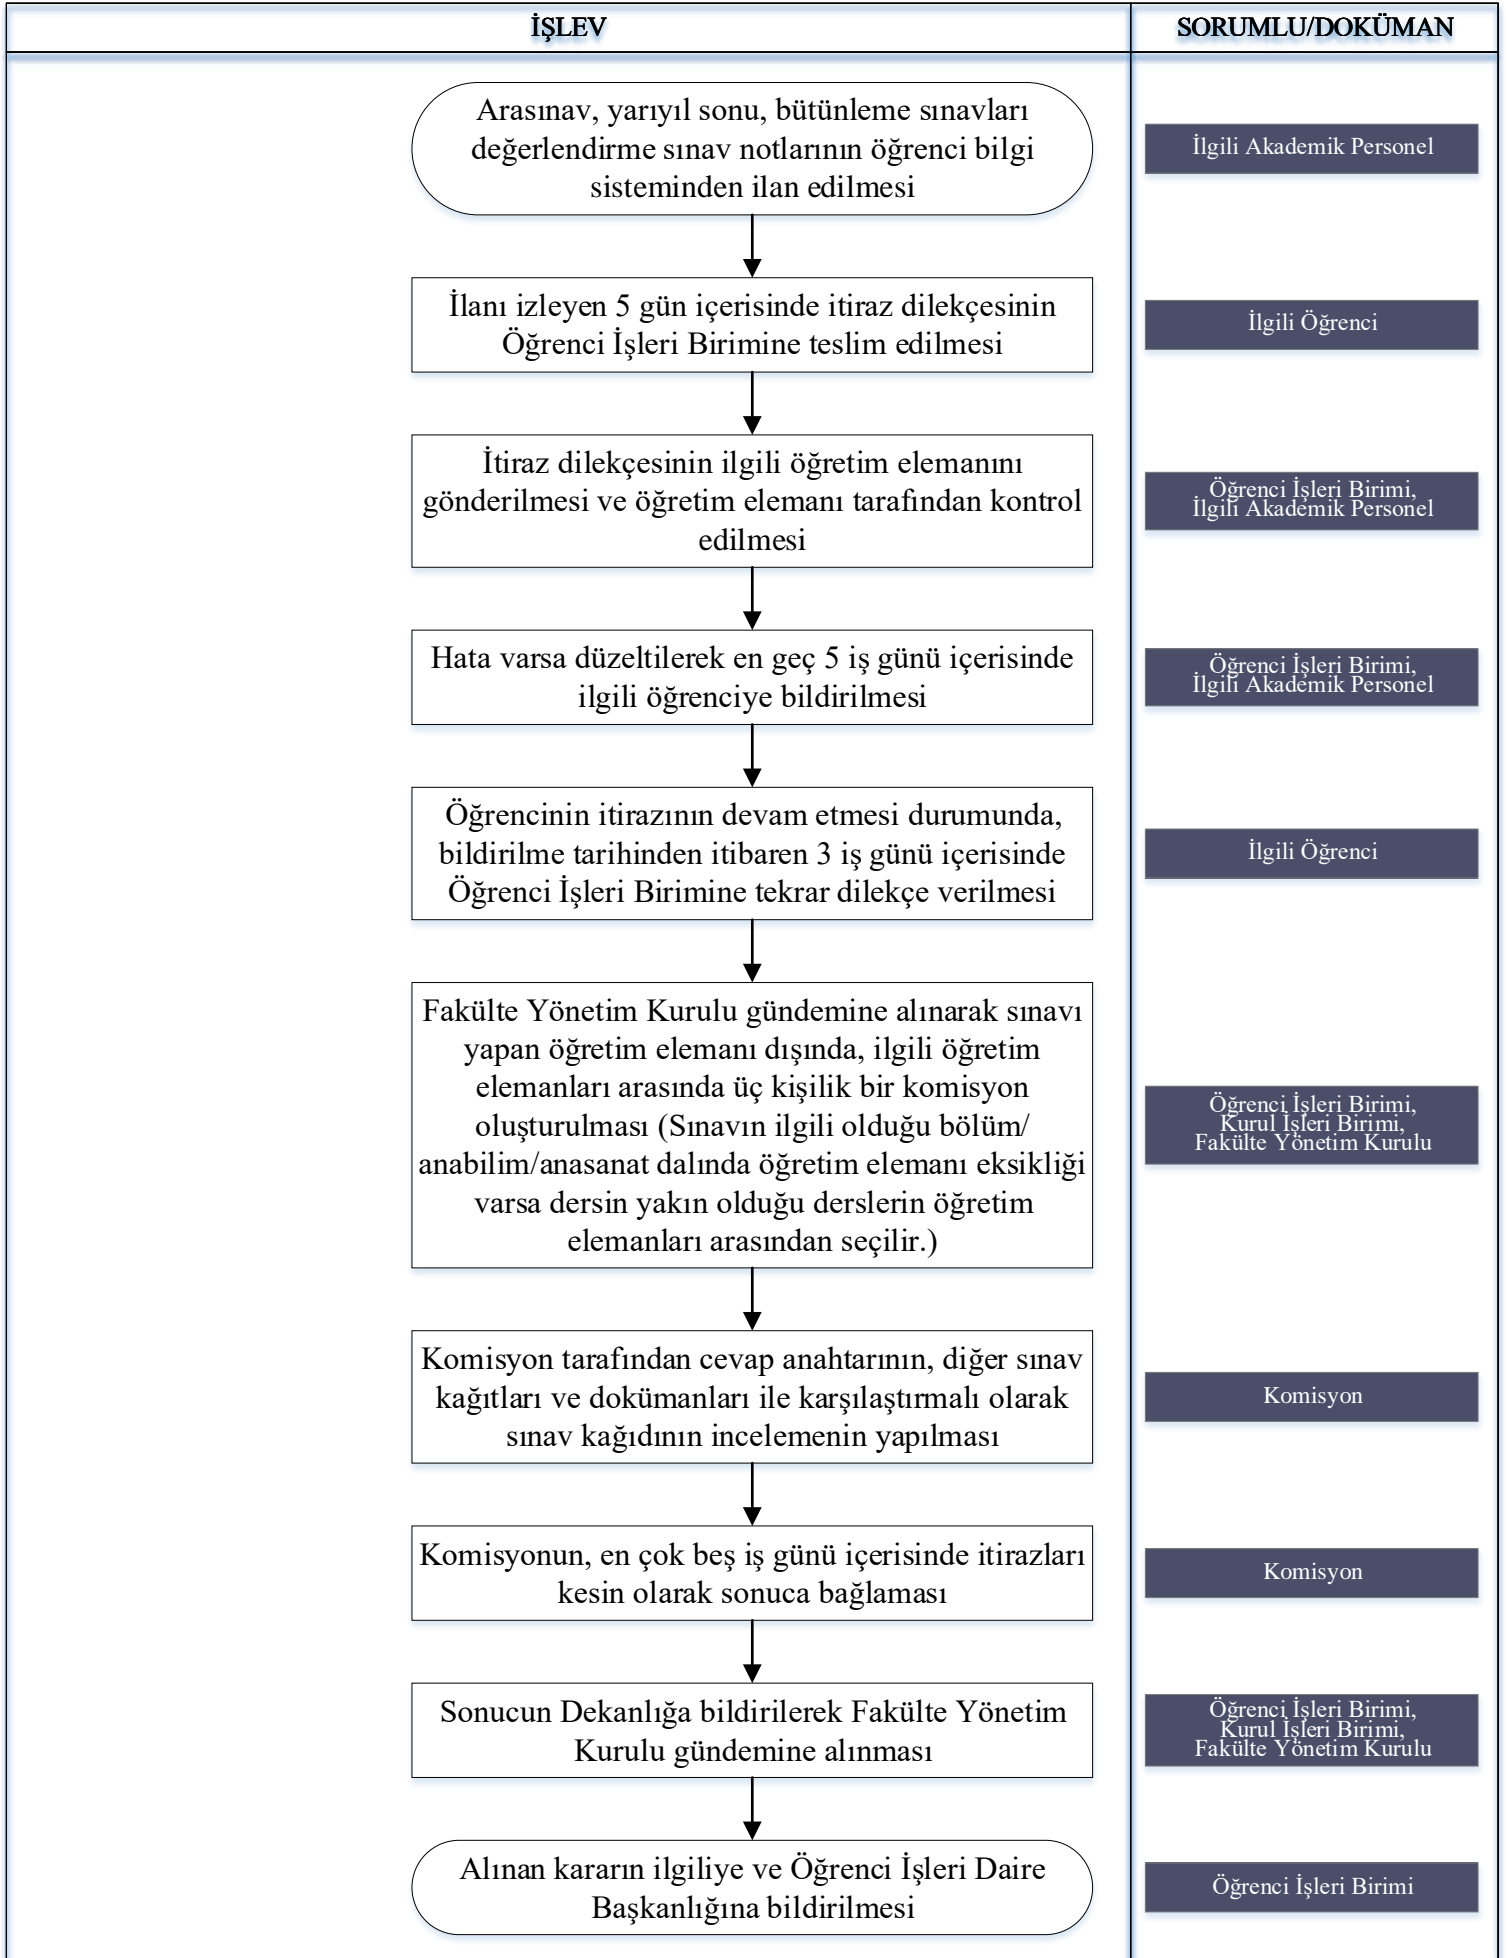 İŞLEV
SORUMLU/DOKÜMAN
Arasınav, yarıyıl sonu, bütünleme sınavları
değerlendirme sınav notlarının öğrenci bilgi
sisteminden ilan edilmesi
İlgili Akademik Personel
İlanı izleyen 5 gün içerisinde itiraz dilekçesinin
Öğrenci İşleri Birimine teslim edilmesi
İlgili Öğrenci
İtiraz dilekçesinin ilgili öğretim elemanını
gönderilmesi ve öğretim elemanı tarafından kontrol
edilmesi
Öğrenci İşleri Birimi,
İlgili Akademik Personel
Hata varsa düzeltilerek en geç 5 iş günü içerisinde
ilgili öğrenciye bildirilmesi
Öğrenci İşleri Birimi,
İlgili Akademik Personel
Öğrencinin itirazının devam etmesi durumunda,
bildirilme tarihinden itibaren 3 iş günü içerisinde
Öğrenci İşleri Birimine tekrar dilekçe verilmesi
İlgili Öğrenci
Fakülte Yönetim Kurulu gündemine alınarak sınavı
yapan öğretim elemanı dışında, ilgili öğretim
elemanları arasında üç kişilik bir komisyon
oluşturulması (Sınavın ilgili olduğu bölüm/
anabilim/anasanat dalında öğretim elemanı eksikliği
varsa dersin yakın olduğu derslerin öğretim
elemanları arasından seçilir.)
Öğrenci İşleri Birimi,
Kurul İşleri Birimi,
Fakülte Yönetim Kurulu
Komisyon tarafından cevap anahtarının, diğer sınav
kağıtları ve dokümanları ile karşılaştırmalı olarak
sınav kağıdının incelemenin yapılması
Komisyon
Komisyonun, en çok beş iş günü içerisinde itirazları
kesin olarak sonuca bağlaması
Komisyon
Sonucun Dekanlığa bildirilerek Fakülte Yönetim
Kurulu gündemine alınması
Öğrenci İşleri Birimi,
Kurul İşleri Birimi,
Fakülte Yönetim Kurulu
Alınan kararın ilgiliye ve Öğrenci İşleri Daire
Başkanlığına bildirilmesi
Öğrenci İşleri Birimi